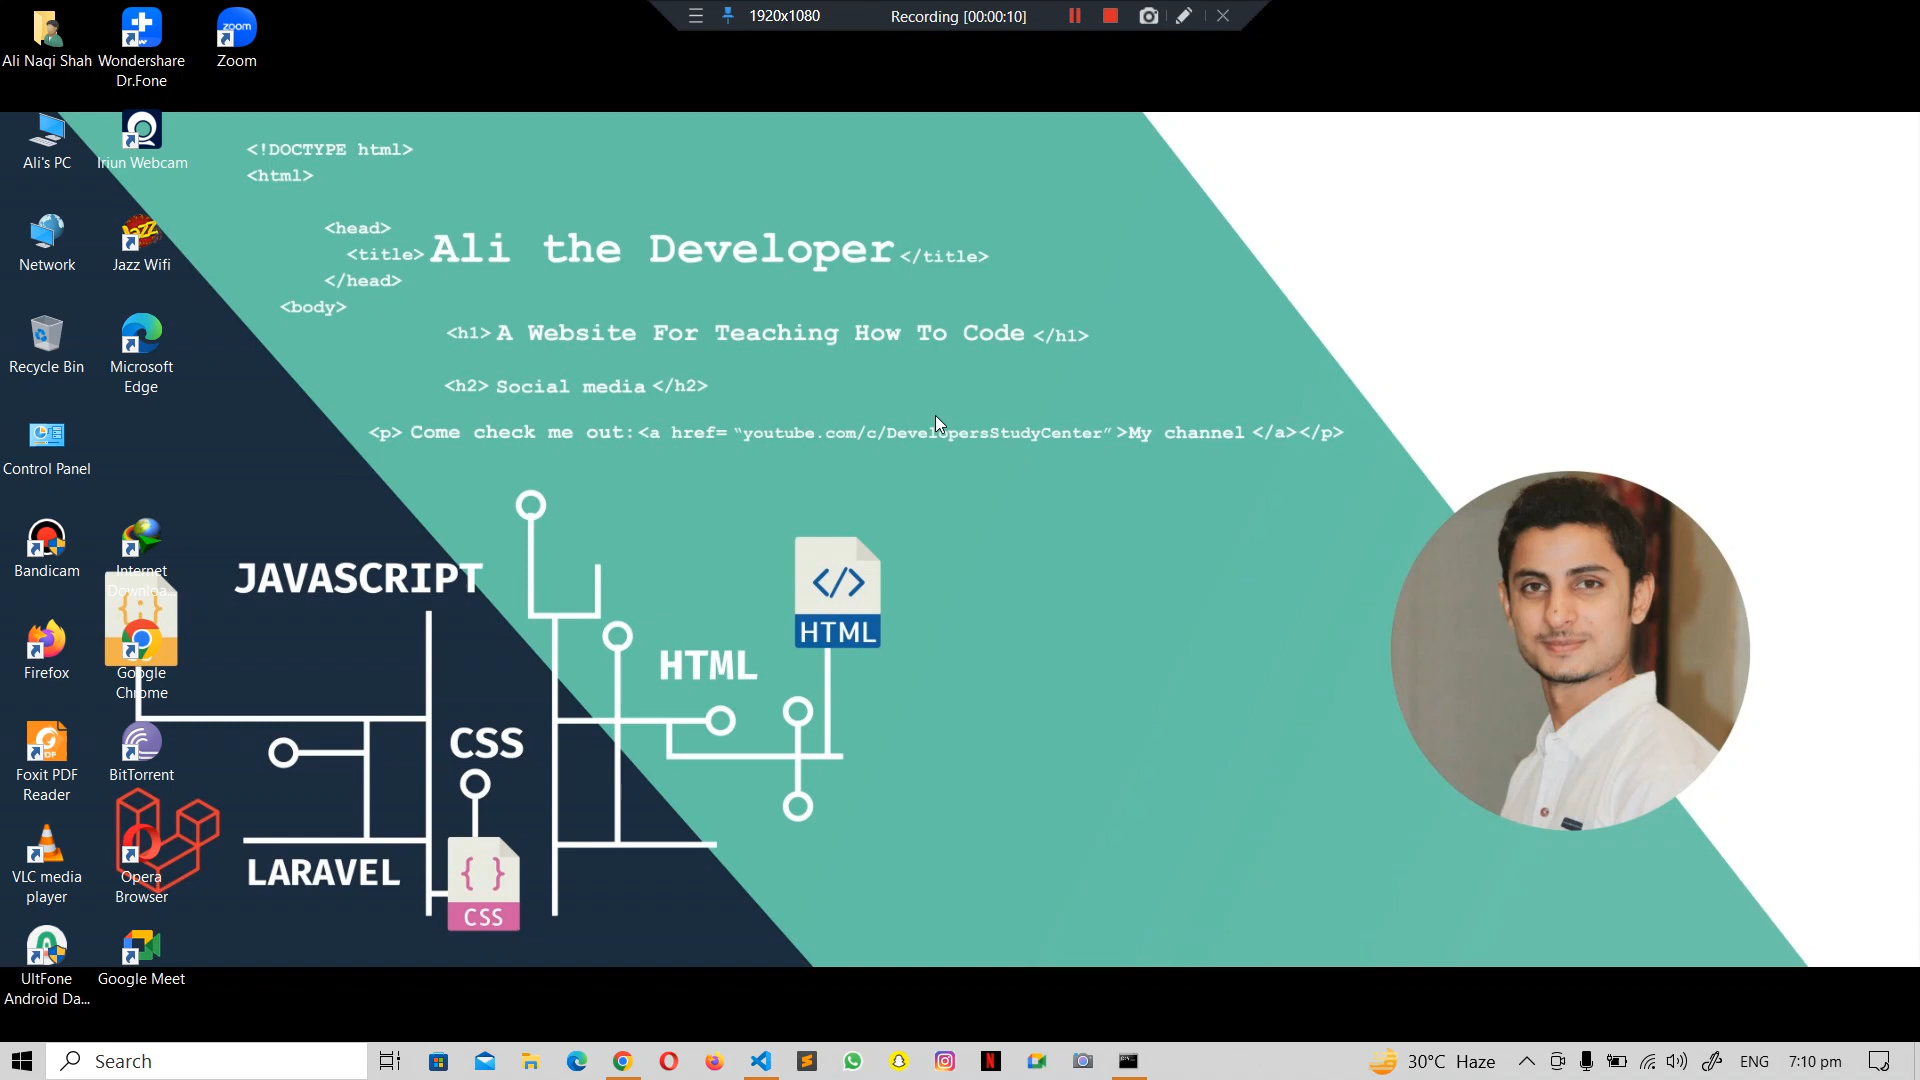 1920x1080 Recording [00:00:10]
Ali Naqi Shah
Wondershare
Dr.Fone
zoom
Zoom
Ali's PC
Iriun Webcam
Network
Jazz
Jazz Wifi
Recycle Bin
Microsoft
Edge
Control Panel
Bandicam
Internet
Downloa...
Firefox
Google
Chrome
Foxit PDF
Reader
BitTorrent
VLC media
player
Opera
Browser
UltFone
Android Da...
Google Meet
<!DOCTYPE html>
<html>
<head>
<title> Ali the Developer </title>
</head>
<body>
<h1> A Website For Teaching How To Code </h1>
<h2> Social media </h2>
<p> Come check me out:<a href= “youtube.com/c/DevelopersStudyCenter” >My channel </a></p>
JAVASCRIPT
</>
HTML
HTML
CSS
LARAVEL
{ }
CSS
Search
30°C Haze
ENG
7:10 pm